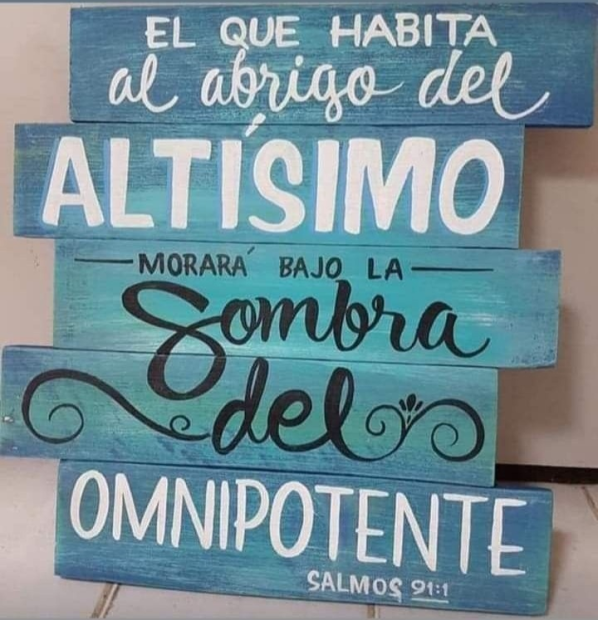 EL QUE HABITA
al abrigo del
ALTÍSIMO
MORARÁ BAJO LA
Sombra
del
OMNIPOTENTE
SALMOS 91:1